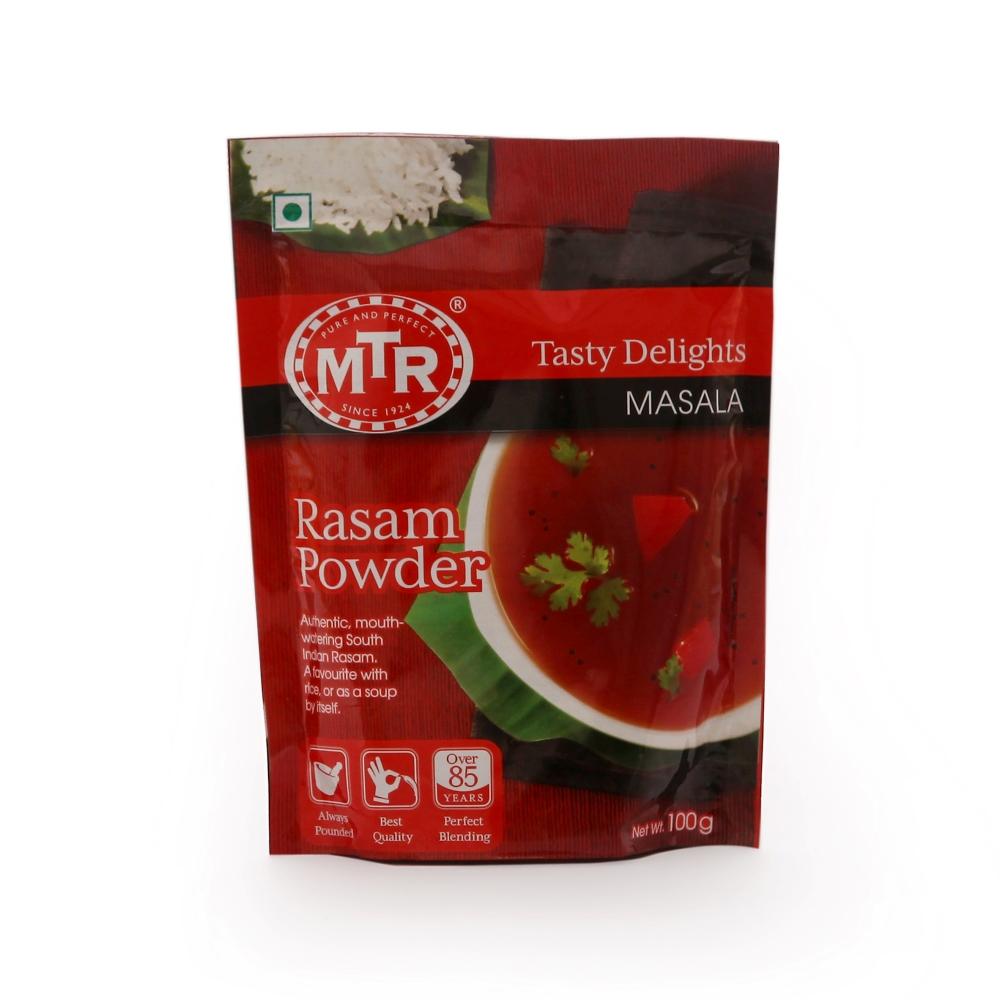 PURE AND PERFECT
MTR
®
SINCE 1924
Tasty Delights
MASALA
Rasam
Powder
Authentic, mouth-
watering South
Indian Rasam.
A favourite with
rice, or as a soup
by itself.
Always
Pounded
Best
Quality
Over
85
YEARS
Perfect
Blending
Net Wt. 100g